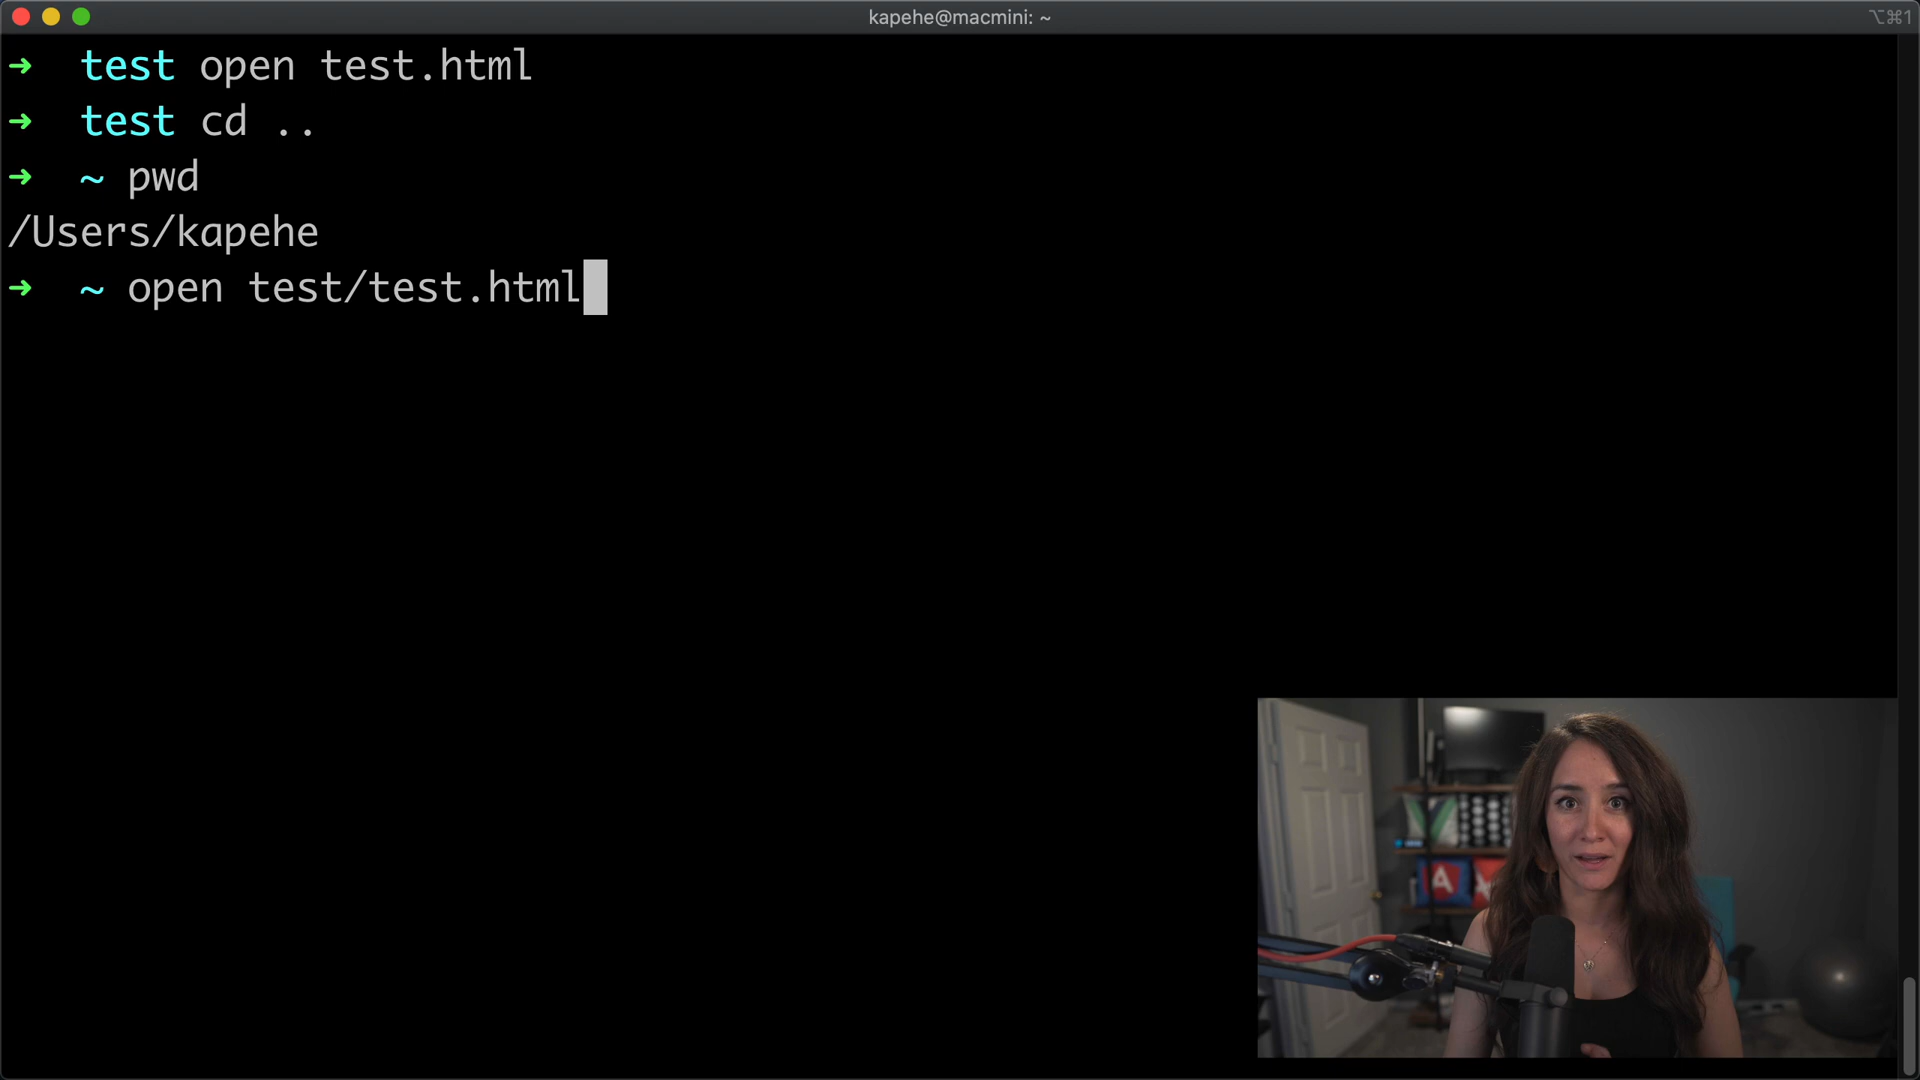 kapehe@macmini: ~
⌥⌘1
➜ test open test.html
➜ test cd ..
➜ ~ pwd
/Users/kapehe
➜ ~ open test/test.html
A